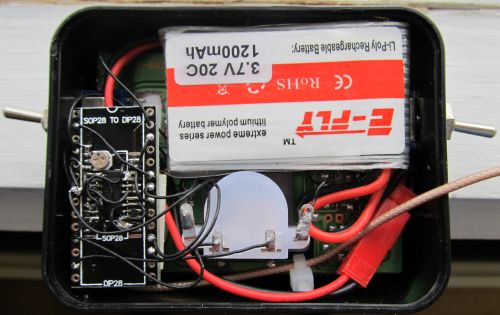 Li-Poly Rechargeable Battery:
3.7V 20C
1200mAh
RoHS
CE
extreme power series
lithium polymer battery
E-FLY
TM
SOP28 TO DIP28
SOP28
DIP28